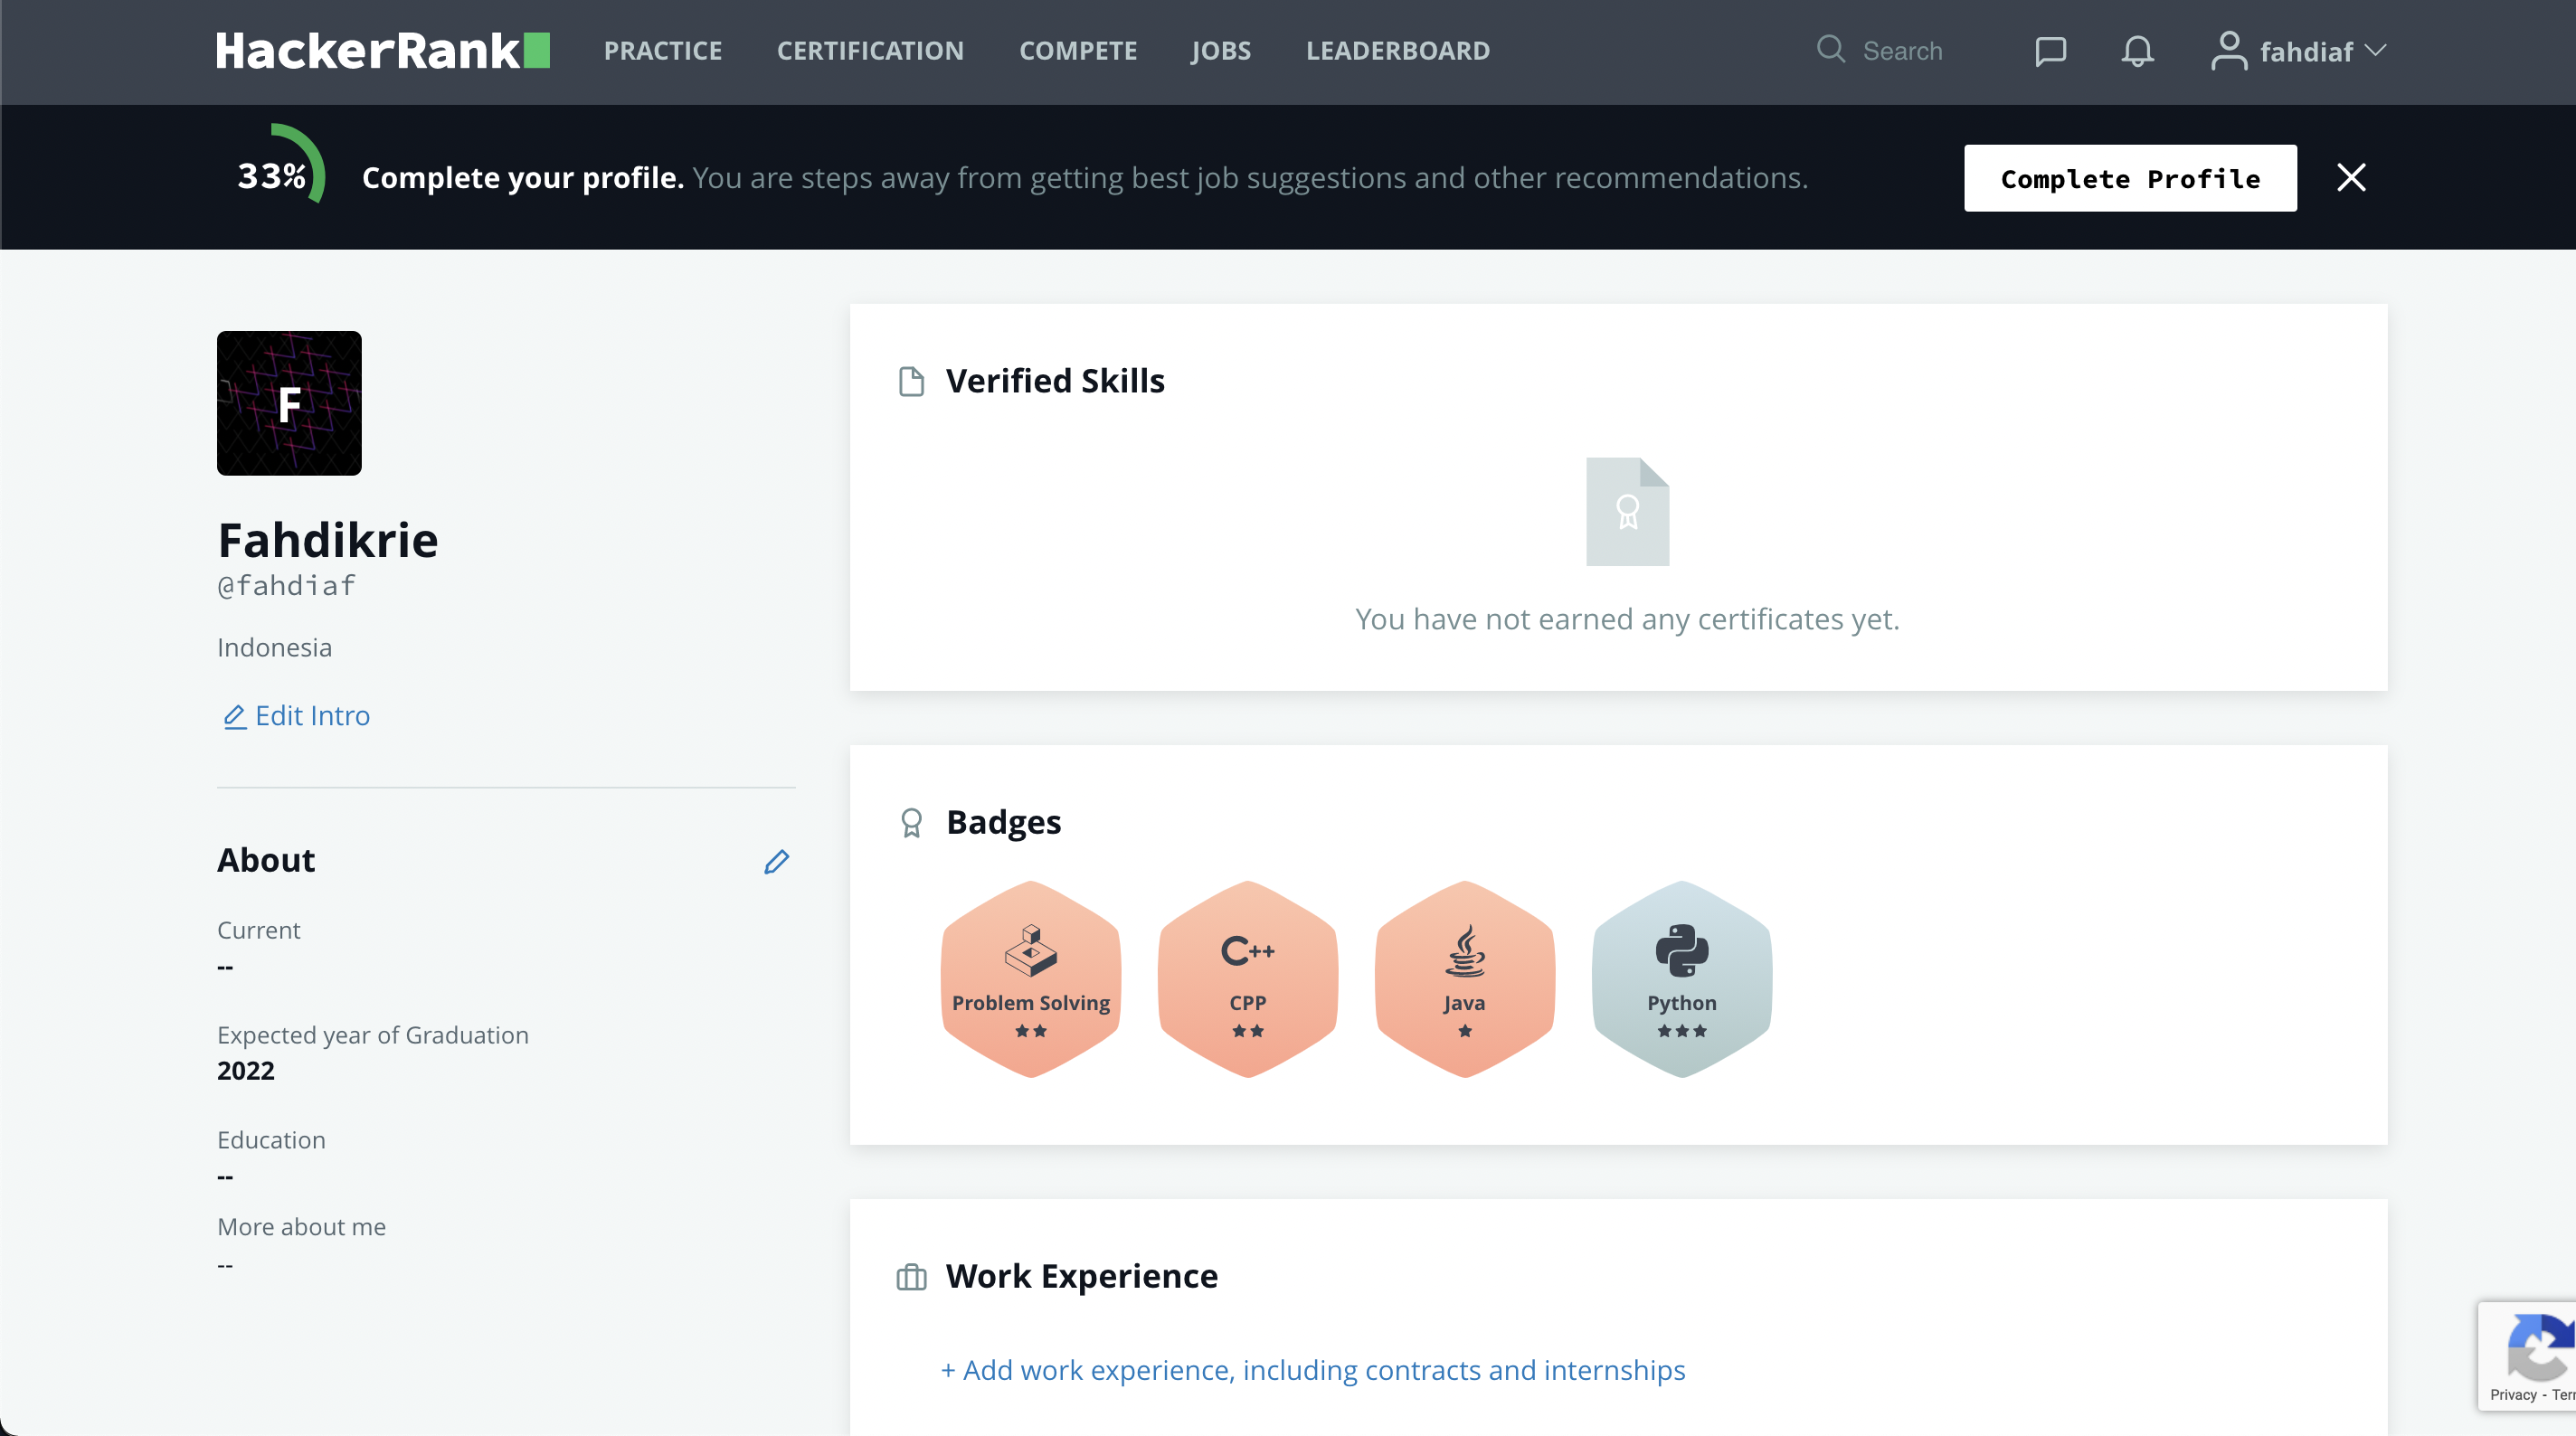 HackerRank PRACTICE CERTIFICATION COMPETE JOBS LEADERBOARD Search fahdiaf
33% Complete your profile. You are steps away from getting best job suggestions and other recommendations. Complete Profile
F
Fahdikrie
@fahdiaf
Indonesia
Edit Intro
About
Current
--
Expected year of Graduation
2022
Education
--
More about me
--
Verified Skills
You have not earned any certificates yet.
Badges
C++
Problem Solving CPP Java Python
Work Experience
+ Add work experience, including contracts and internships
Privacy -